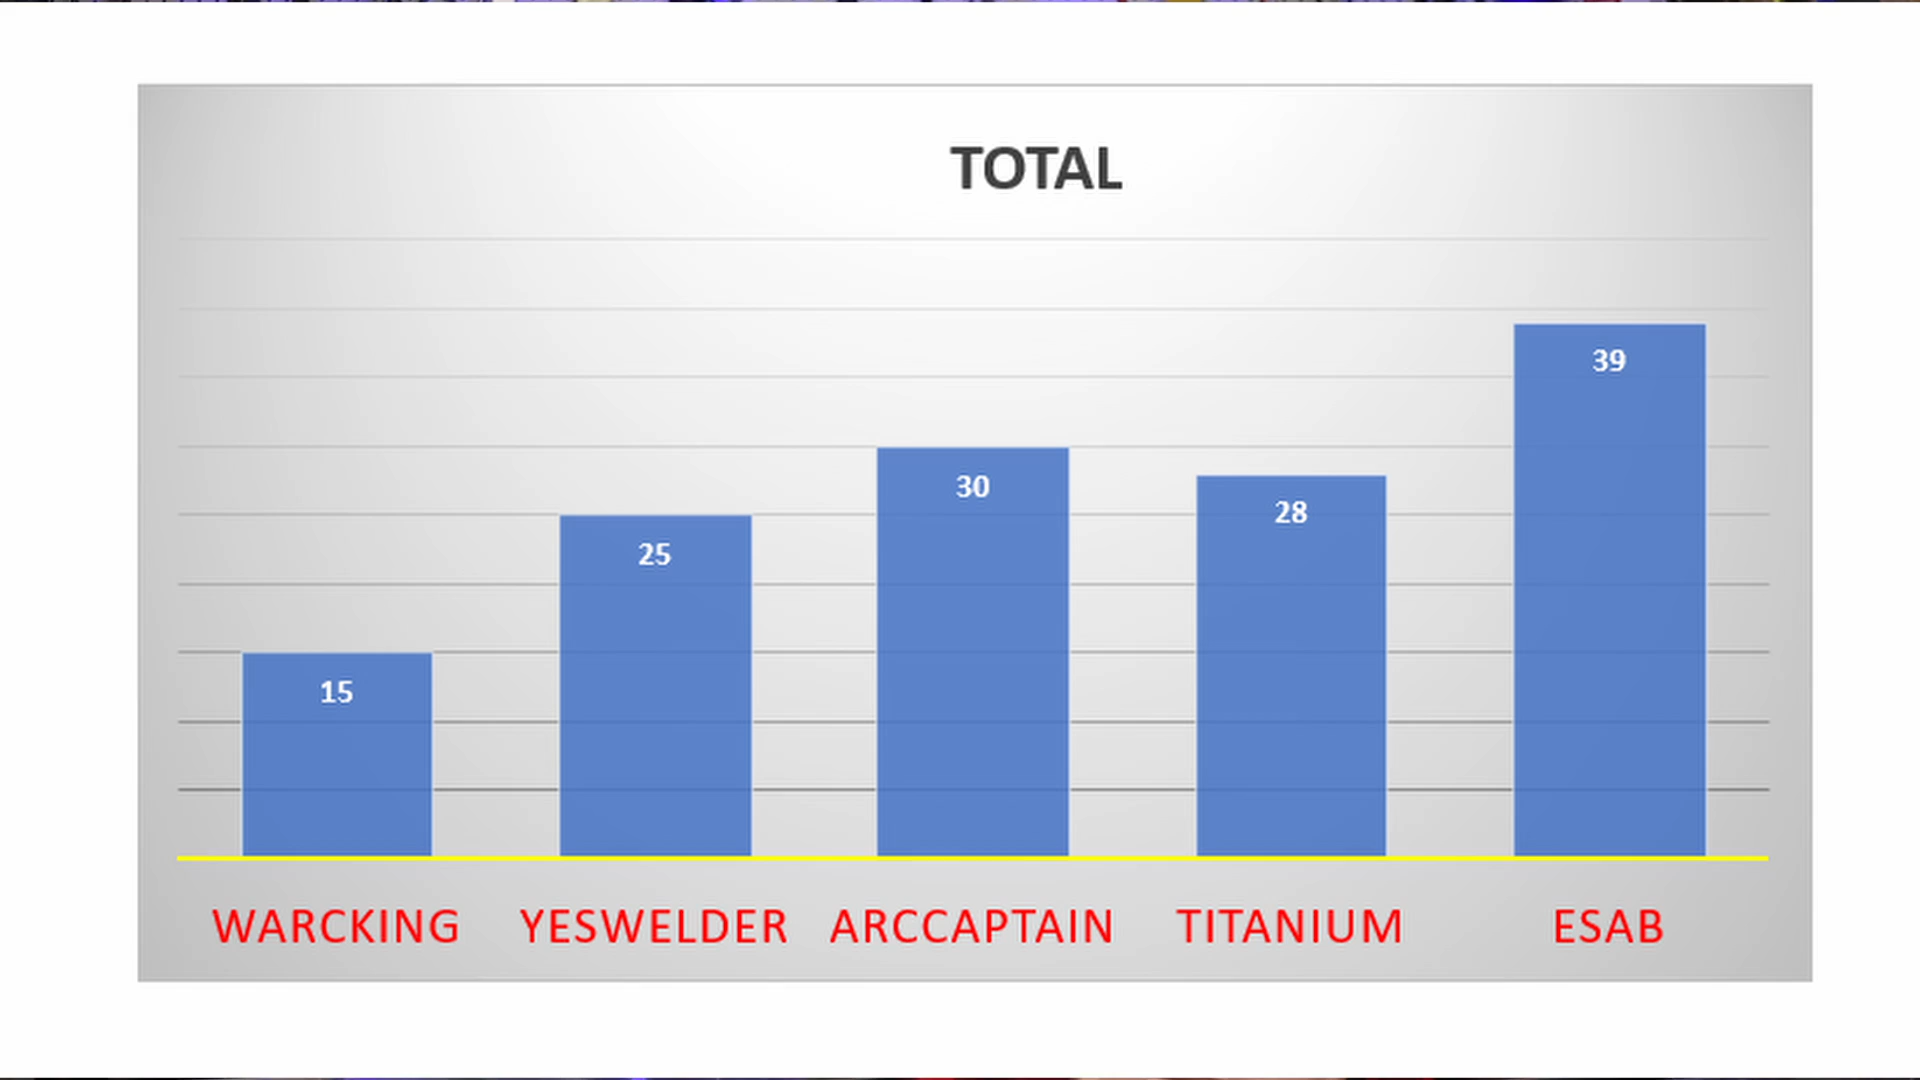 TOTAL
39
30
28
25
15
WARCKING YESWELDER ARCCAPTAIN TITANIUM ESAB